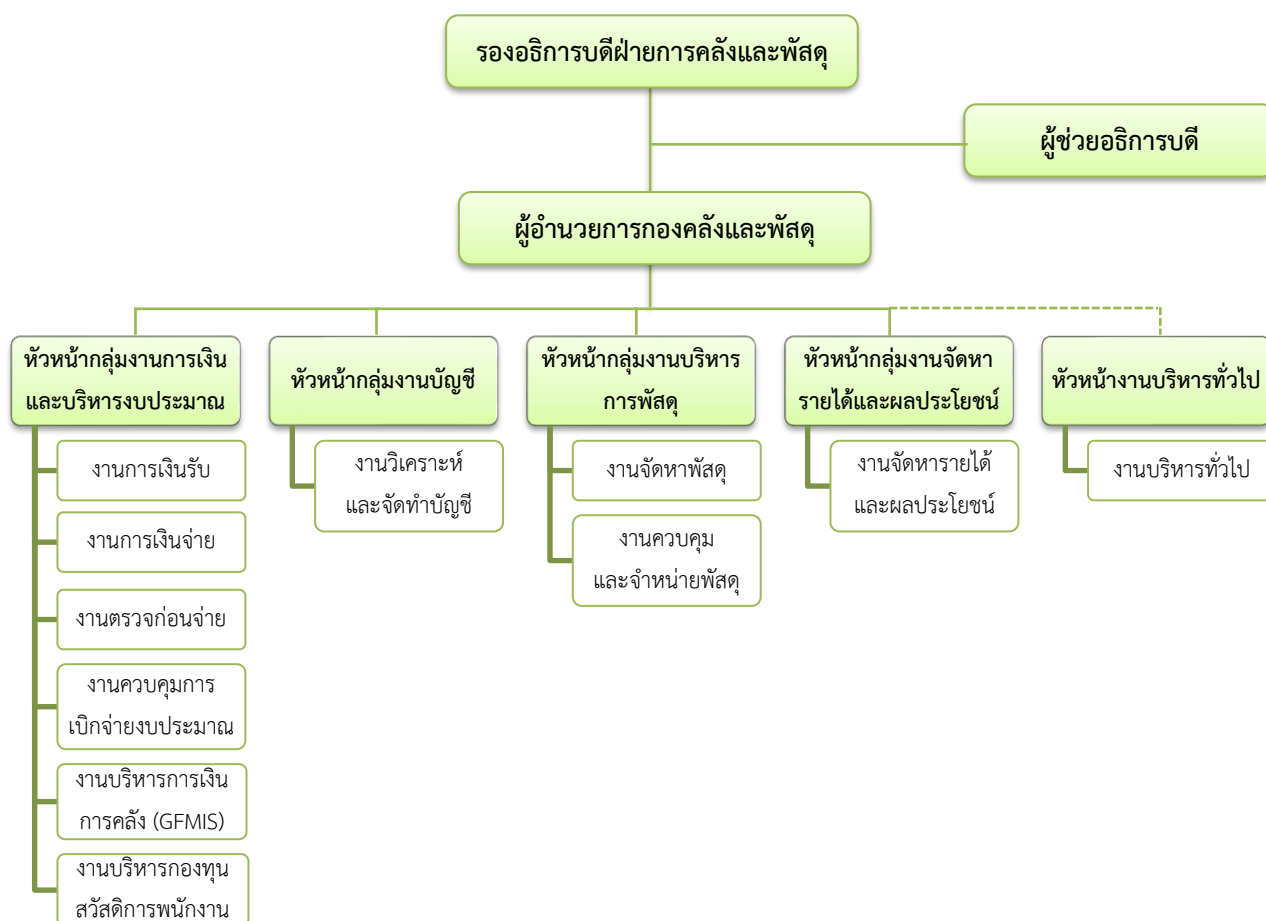 รองอธิการบดีฝ่ายการคลังและพัสดุ
ผู้ช่วยอธิการบดี
ผู้อำนวยการกองคลังและพัสดุ
หัวหน้ากลุ่มงานการเงิน
และบริหารงบประมาณ
งานการเงินรับ
งานการเงินจ่าย
งานตรวจก่อนจ่าย
งานควบคุมการ
เบิกจ่ายงบประมาณ
งานบริหารการเงิน
การคลัง (GFMIS)
งานบริหารกองทุน
สวัสดิการพนักงาน
หัวหน้ากลุ่มงานบัญชี
งานวิเคราะห์
และจัดทำบัญชี
หัวหน้ากลุ่มงานบริหาร
การพัสดุ
งานจัดหาพัสดุ
งานควบคุม
และจำหน่ายพัสดุ
หัวหน้ากลุ่มงานจัดหา
รายได้และผลประโยชน์
งานจัดหารายได้
และผลประโยชน์
หัวหน้างานบริหารทั่วไป
งานบริหารทั่วไป